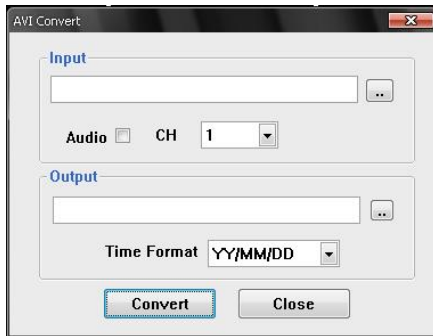 AVI Convert
Input
..
Audio CH 1
Output
..
Time Format YY/MM/DD
Convert Close